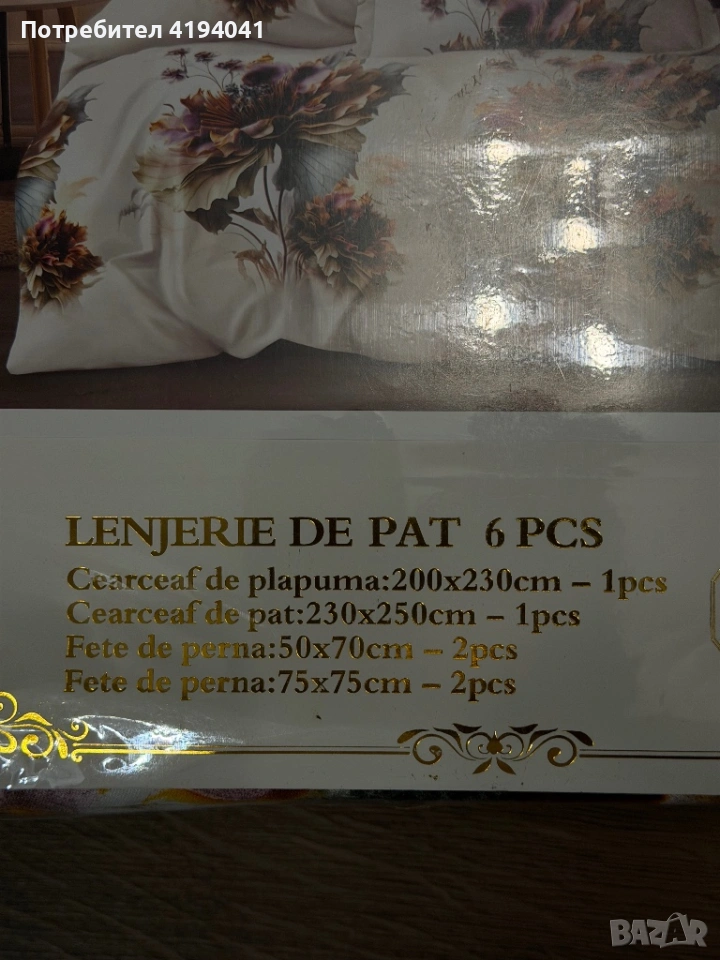 Потребител 4194041
LENJERIE DE PAT 6 PCS
Cearceaf de plapuma:200x230cm – 1pcs
Cearceaf de pat:230x250cm – 1pcs
Fete de perna:50x70cm – 2pcs
Fete de perna:75x75cm – 2pcs
BAZAR